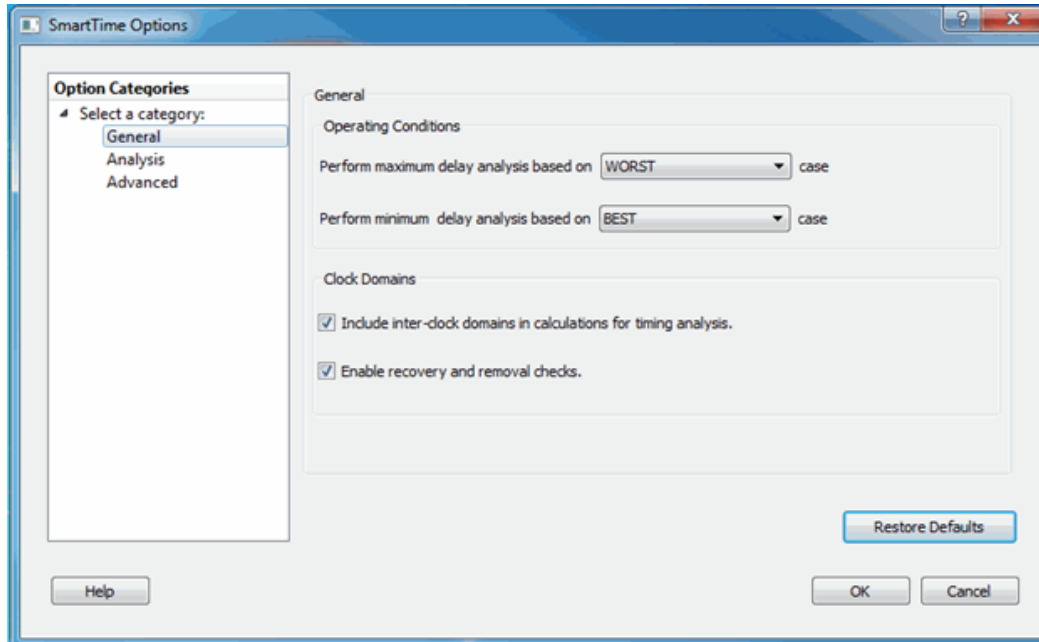 SmartTime Options
Option Categories
Select a category:
General
Analysis
Advanced
General
Operating Conditions
Perform maximum delay analysis based on WORST case
Perform minimum delay analysis based on BEST case
Clock Domains
Include inter-clock domains in calculations for timing analysis.
Enable recovery and removal checks.
Restore Defaults
Help
OK
Cancel